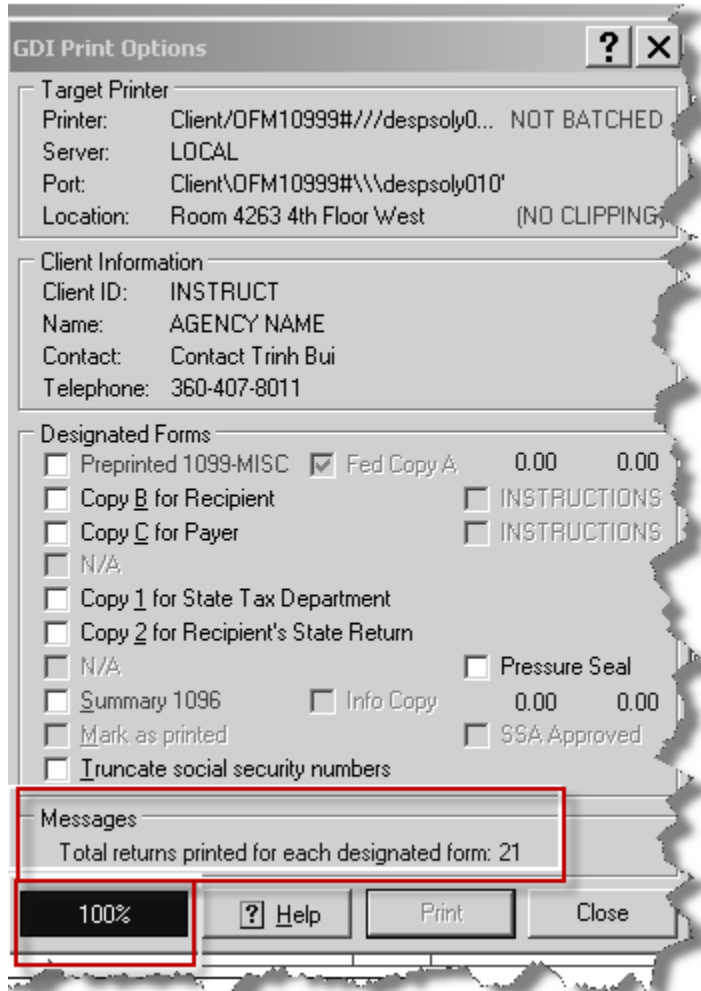 GDI Print Options
Target Printer
Printer: Client/OFM10999#///despsoly0... NOT BATCHED
Server: LOCAL
Port: Client\OFM10999#\\\despsoly010'
Location: Room 4263 4th Floor West (NO CLIPPING)
Client Information
Client ID: INSTRUCT
Name: AGENCY NAME
Contact: Contact Trinh Bui
Telephone: 360-407-8011
Designated Forms
Preprinted 1099-MISC Fed Copy A 0.00 0.00
Copy B for Recipient INSTRUCTIONS
Copy C for Payer INSTRUCTIONS
N/A
Copy 1 for State Tax Department
Copy 2 for Recipient's State Return
N/A Pressure Seal
Summary 1096 Info Copy 0.00 0.00
Mark as printed SSA Approved
Truncate social security numbers
Messages
Total returns printed for each designated form: 21
100% ? Help Print Close